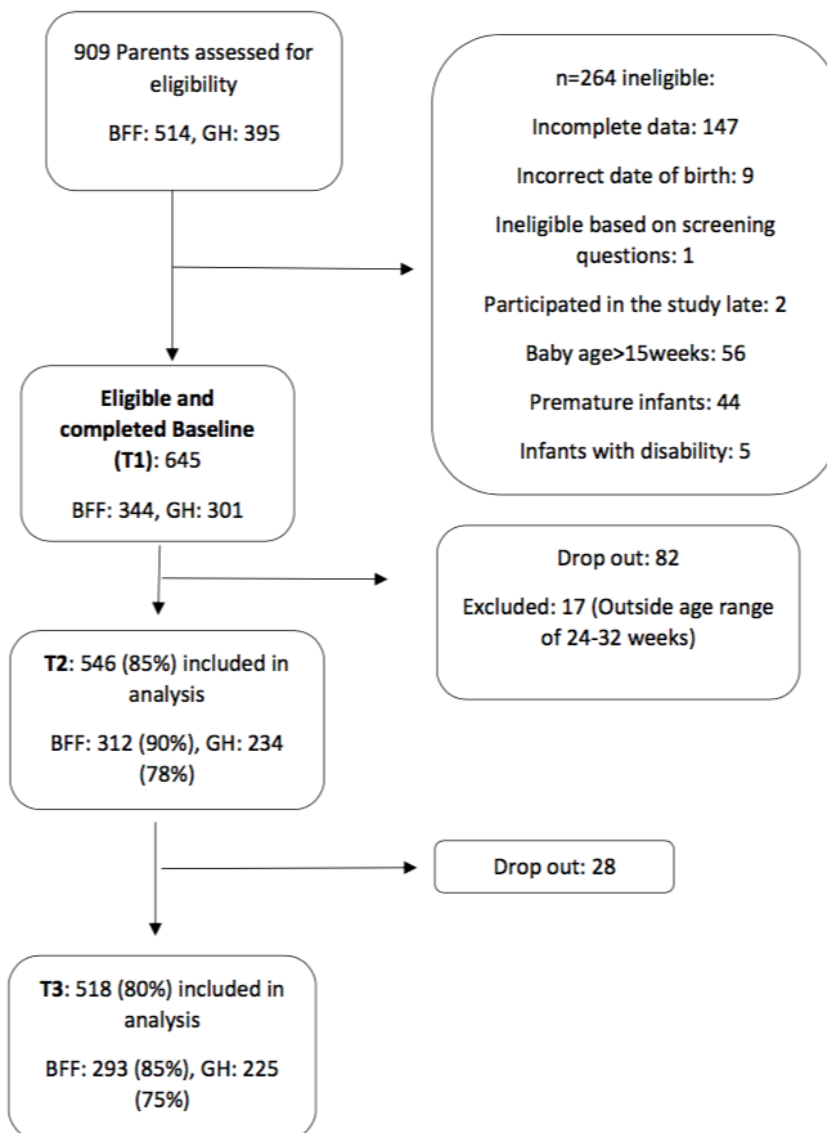 909 Parents assessed for
eligibility
BFF: 514, GH: 395
n=264 ineligible:
Incomplete data: 147
Incorrect date of birth: 9
Ineligible based on screening
questions: 1
Participated in the study late: 2
Baby age>15weeks: 56
Premature infants: 44
Infants with disability: 5
Eligible and
completed Baseline
(T1): 645
BFF: 344, GH: 301
Drop out: 82
Excluded: 17 (Outside age range
of 24-32 weeks)
T2: 546 (85%) included in
analysis
BFF: 312 (90%), GH: 234
(78%)
Drop out: 28
T3: 518 (80%) included in
analysis
BFF: 293 (85%), GH: 225
(75%)